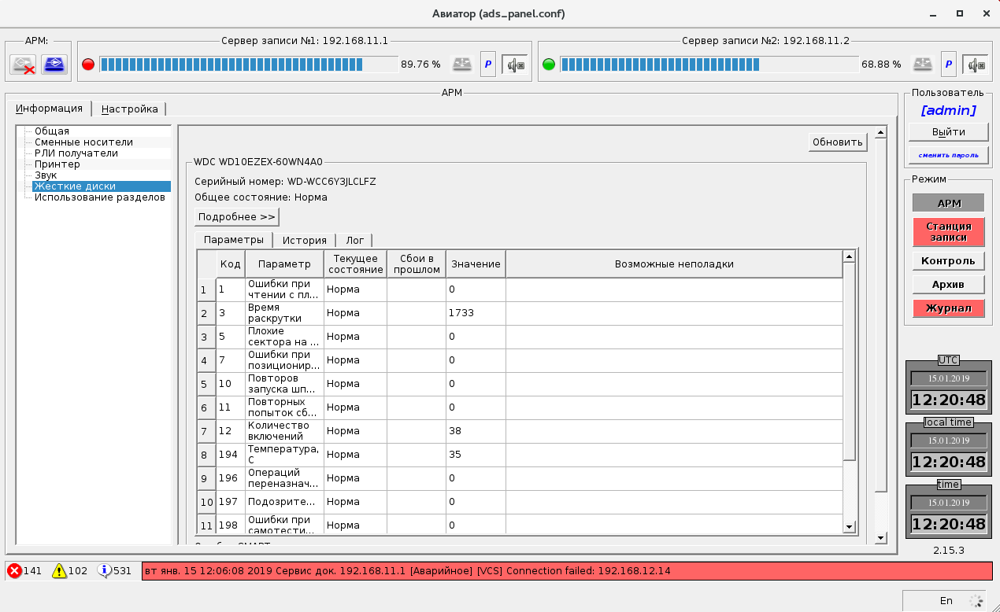 Авиатор (ads_panel.conf)
АРМ:
Сервер записи №1: 192.168.11.1
89.76 %
P
Сервер записи №2: 192.168.11.2
68.88 %
P
АРМ
Информация
Настройка
Общая
Сменные носители
РЛИ получатели
Принтер
Звук
Жесткие диски
Использование разделов
Обновить
WDC WD10EZEX-60WN4A0
Серийный номер: WD-WCC6Y3JLCLFZ
Общее состояние: Норма
Подробнее >>
Параметры
История
Лог
Код
Параметр
Текущее состояние
Сбои в прошлом
Значение
Возможные неполадки
1 1 Ошибки при чтении с пл... Норма 0
2 3 Время раскрутки Норма 1733
3 5 Плохие сектора на ... Норма 0
4 7 Ошибки при позиционир... Норма 0
5 10 Повторов запуска шп... Норма 0
6 11 Повторных попыток сб... Норма 0
7 12 Количество включений Норма 38
8 194 Температура, С Норма 35
9 196 Операций переназнач... Норма 0
10 197 Подозрите... Норма 0
11 198 Ошибки при самотести... Норма 0
Пользователь
[admin]
Выйти
сменить пароль
Режим
АРМ
Станция записи
Контроль
Архив
Журнал
UTC
15.01.2019
12:20:48
local time
15.01.2019
12:20:48
time
15.01.2019
12:20:48
2.15.3
141
102
531
вт янв. 15 12:06:08 2019 Сервис док. 192.168.11.1 [Аварийное] [VCS] Connection failed: 192.168.12.14
En